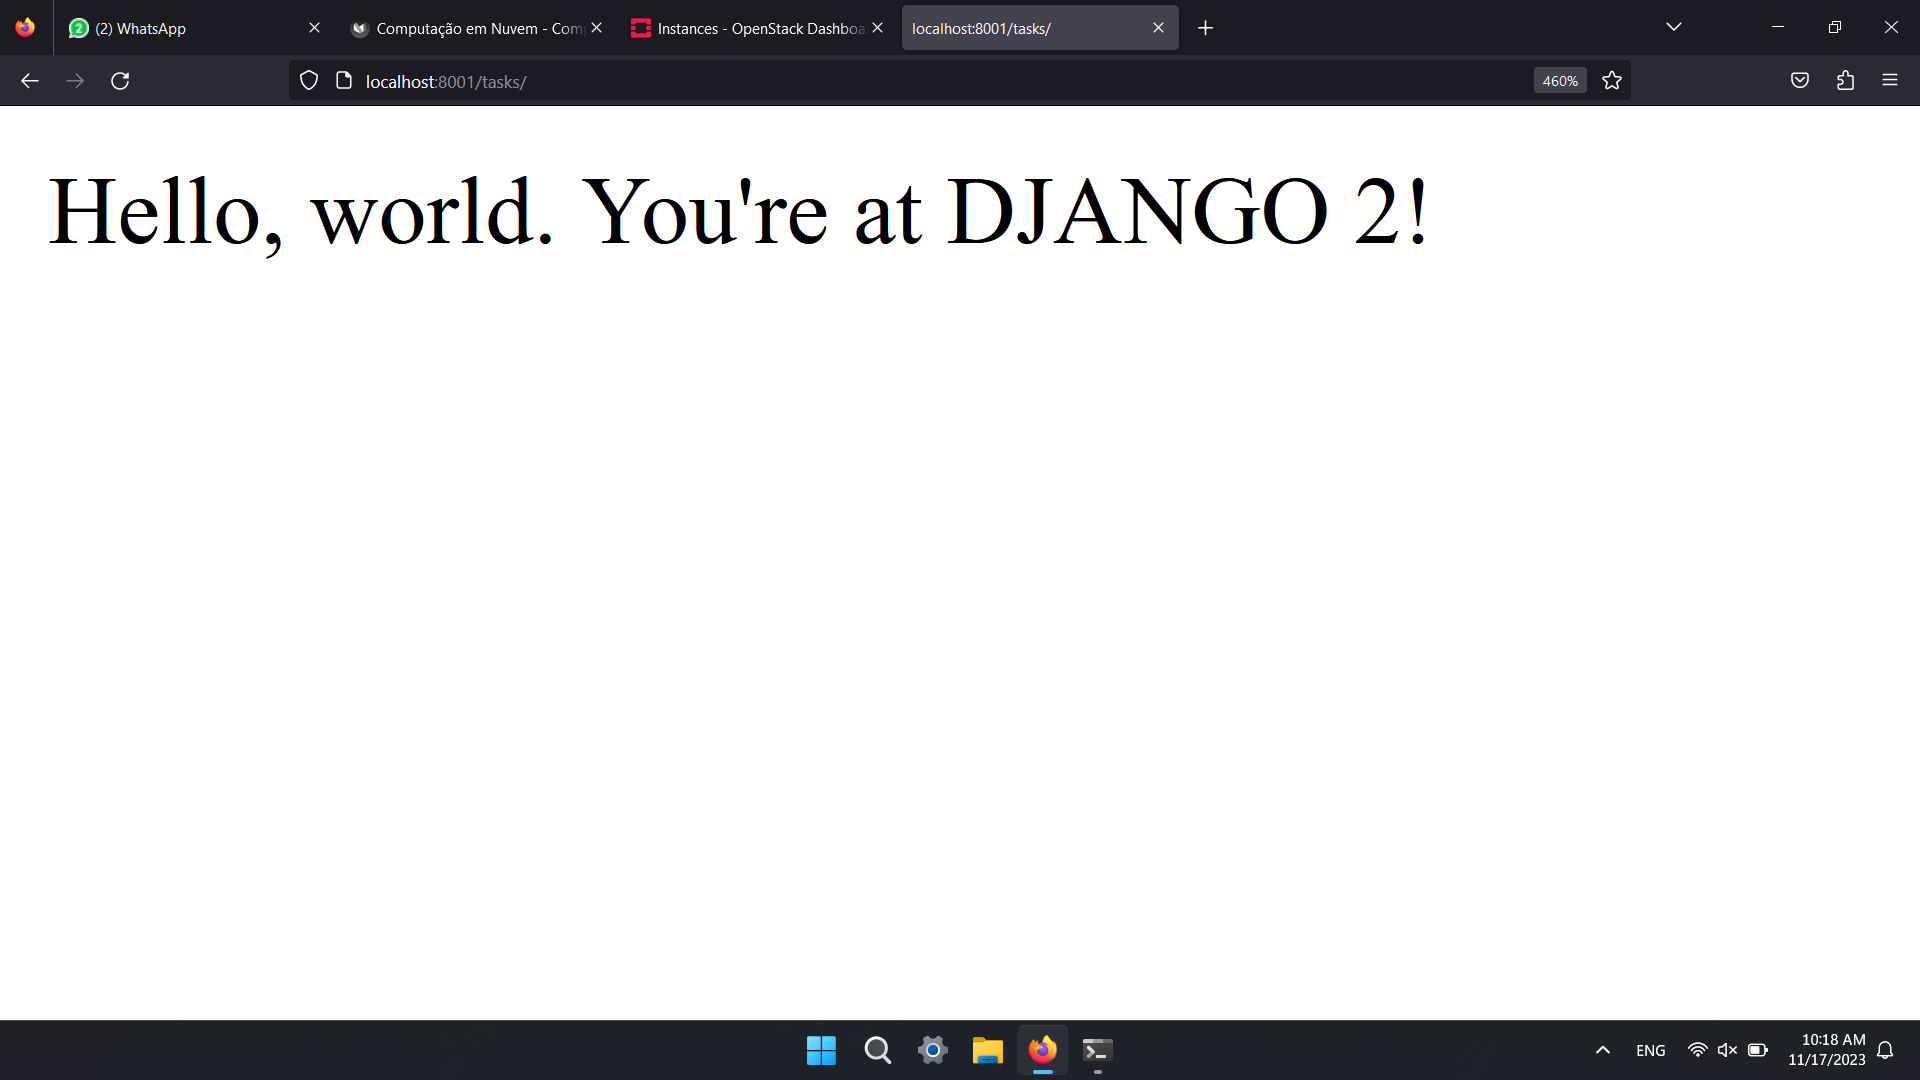 (2) WhatsApp
Computação em Nuvem - Com
Instances - OpenStack Dashboa
localhost:8001/tasks/
localhost:8001/tasks/
460%
Hello, world. You're at DJANGO 2!
ENG
10:18 AM
11/17/2023